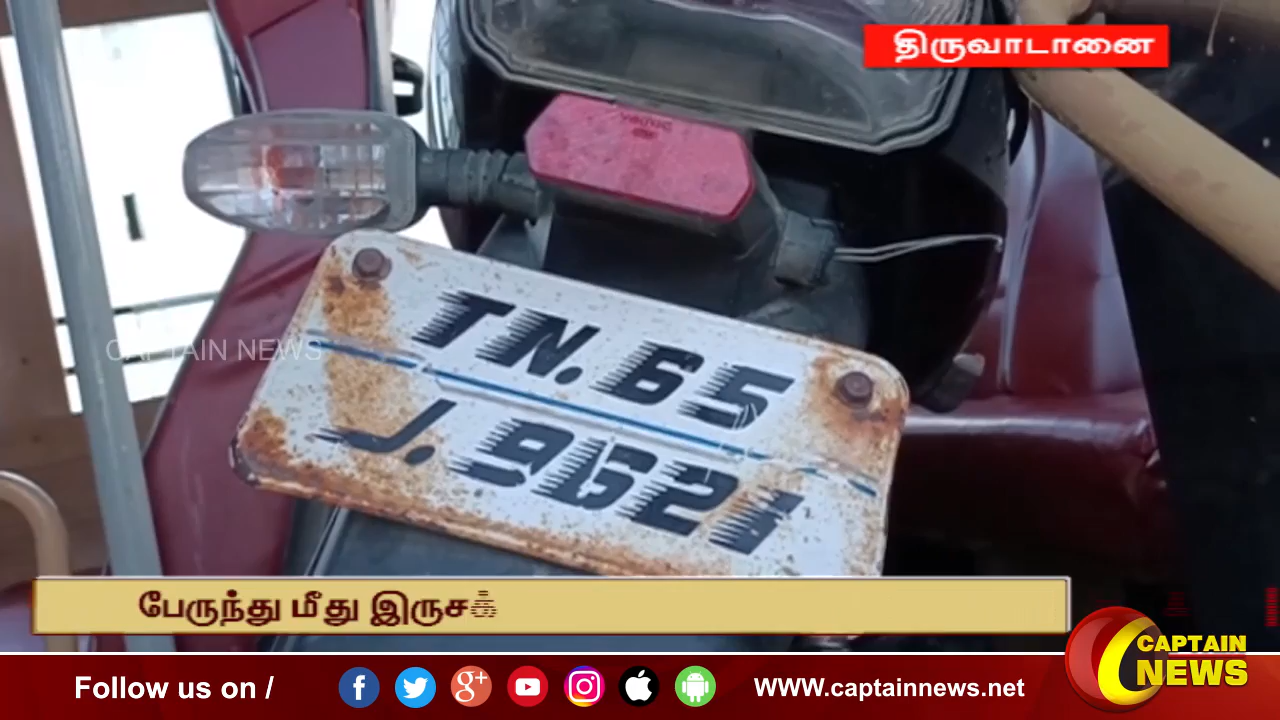 திருவாடானை
TN.65
J.9621
CAPTAIN NEWS
பேருந்து மீது இருசக்
Follow us on /
WWW.captainnews.net
CAPTAIN
NEWS